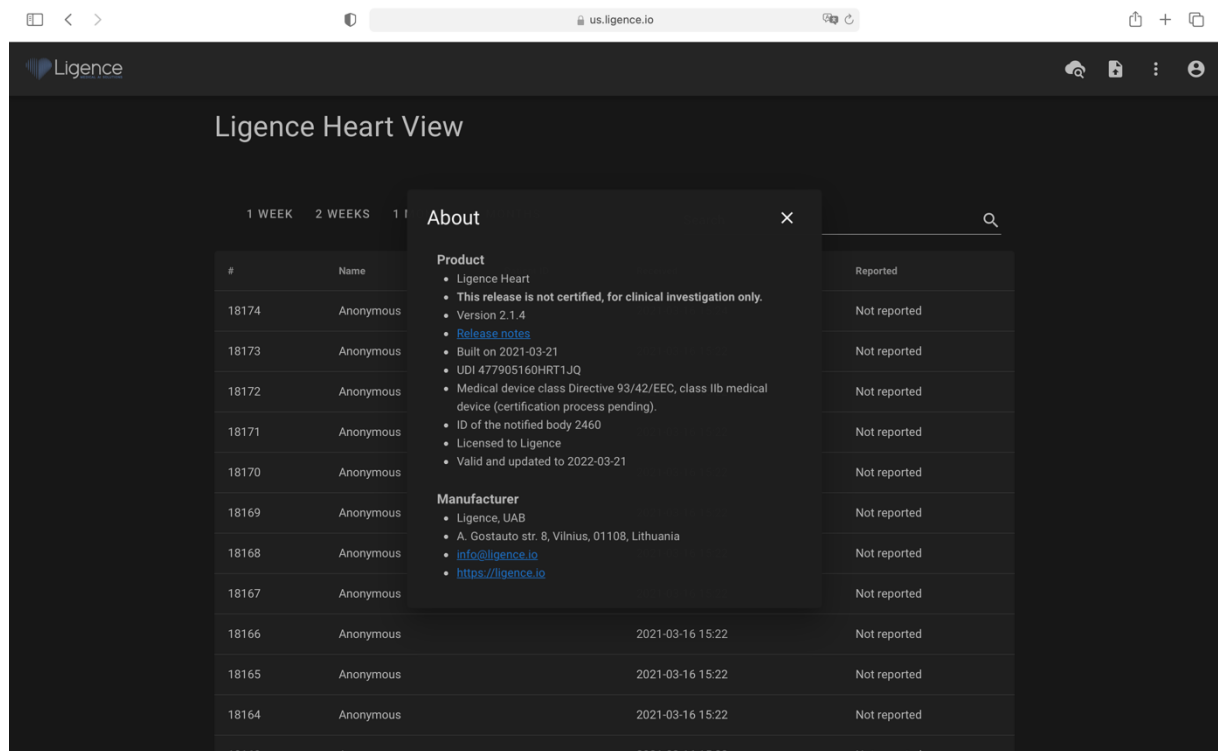 us.ligence.io
Ligence
Ligence Heart View
1 WEEK 2 WEEKS 1
About
Product
Ligence Heart
This release is not certified, for clinical investigation only.
Version 2.1.4
Release notes
Built on 2021-03-21
UDI 477905160HRT1JQ
Medical device class Directive 93/42/EEC, class IIb medical
device (certification process pending).
ID of the notified body 2460
Licensed to Ligence
Valid and updated to 2022-03-21
Manufacturer
Ligence, UAB
A. Gostauto str. 8, Vilnius, 01108, Lithuania
info@ligence.io
https://ligence.io
# Name Reported
18174 Anonymous Not reported
18173 Anonymous Not reported
18172 Anonymous Not reported
18171 Anonymous Not reported
18170 Anonymous Not reported
18169 Anonymous Not reported
18168 Anonymous Not reported
18167 Anonymous Not reported
18166 Anonymous 2021-03-16 15:22 Not reported
18165 Anonymous 2021-03-16 15:22 Not reported
18164 Anonymous 2021-03-16 15:22 Not reported